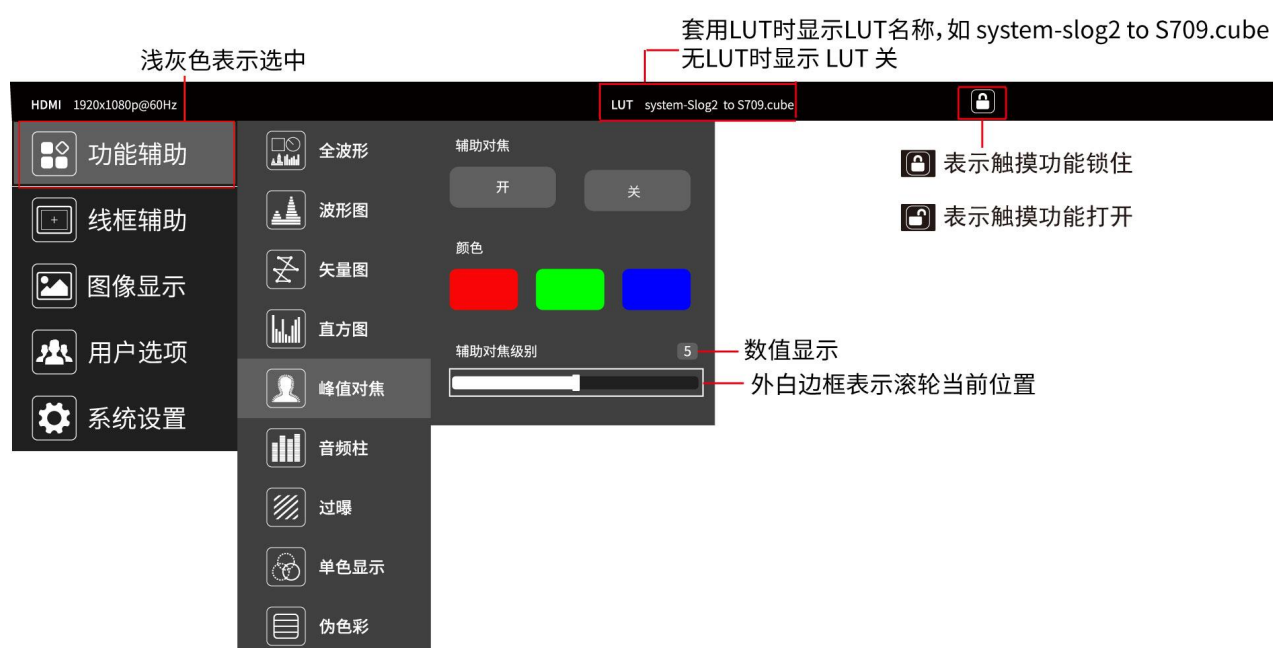 套用LUT时显示LUT名称，如 system-slog2 to S709.cube
无LUT时显示 LUT 关
浅灰色表示选中
HDMI 1920x1080p@60Hz
LUT system-Slog2 to S709.cube
功能辅助
线框辅助
图像显示
用户选项
系统设置
全波形
波形图
矢量图
直方图
峰值对焦
音频柱
过曝
单色显示
伪色彩
辅助对焦
开
关
颜色
辅助对焦级别
5
数值显示
外白边框表示滚轮当前位置
表示触摸功能锁住
表示触摸功能打开